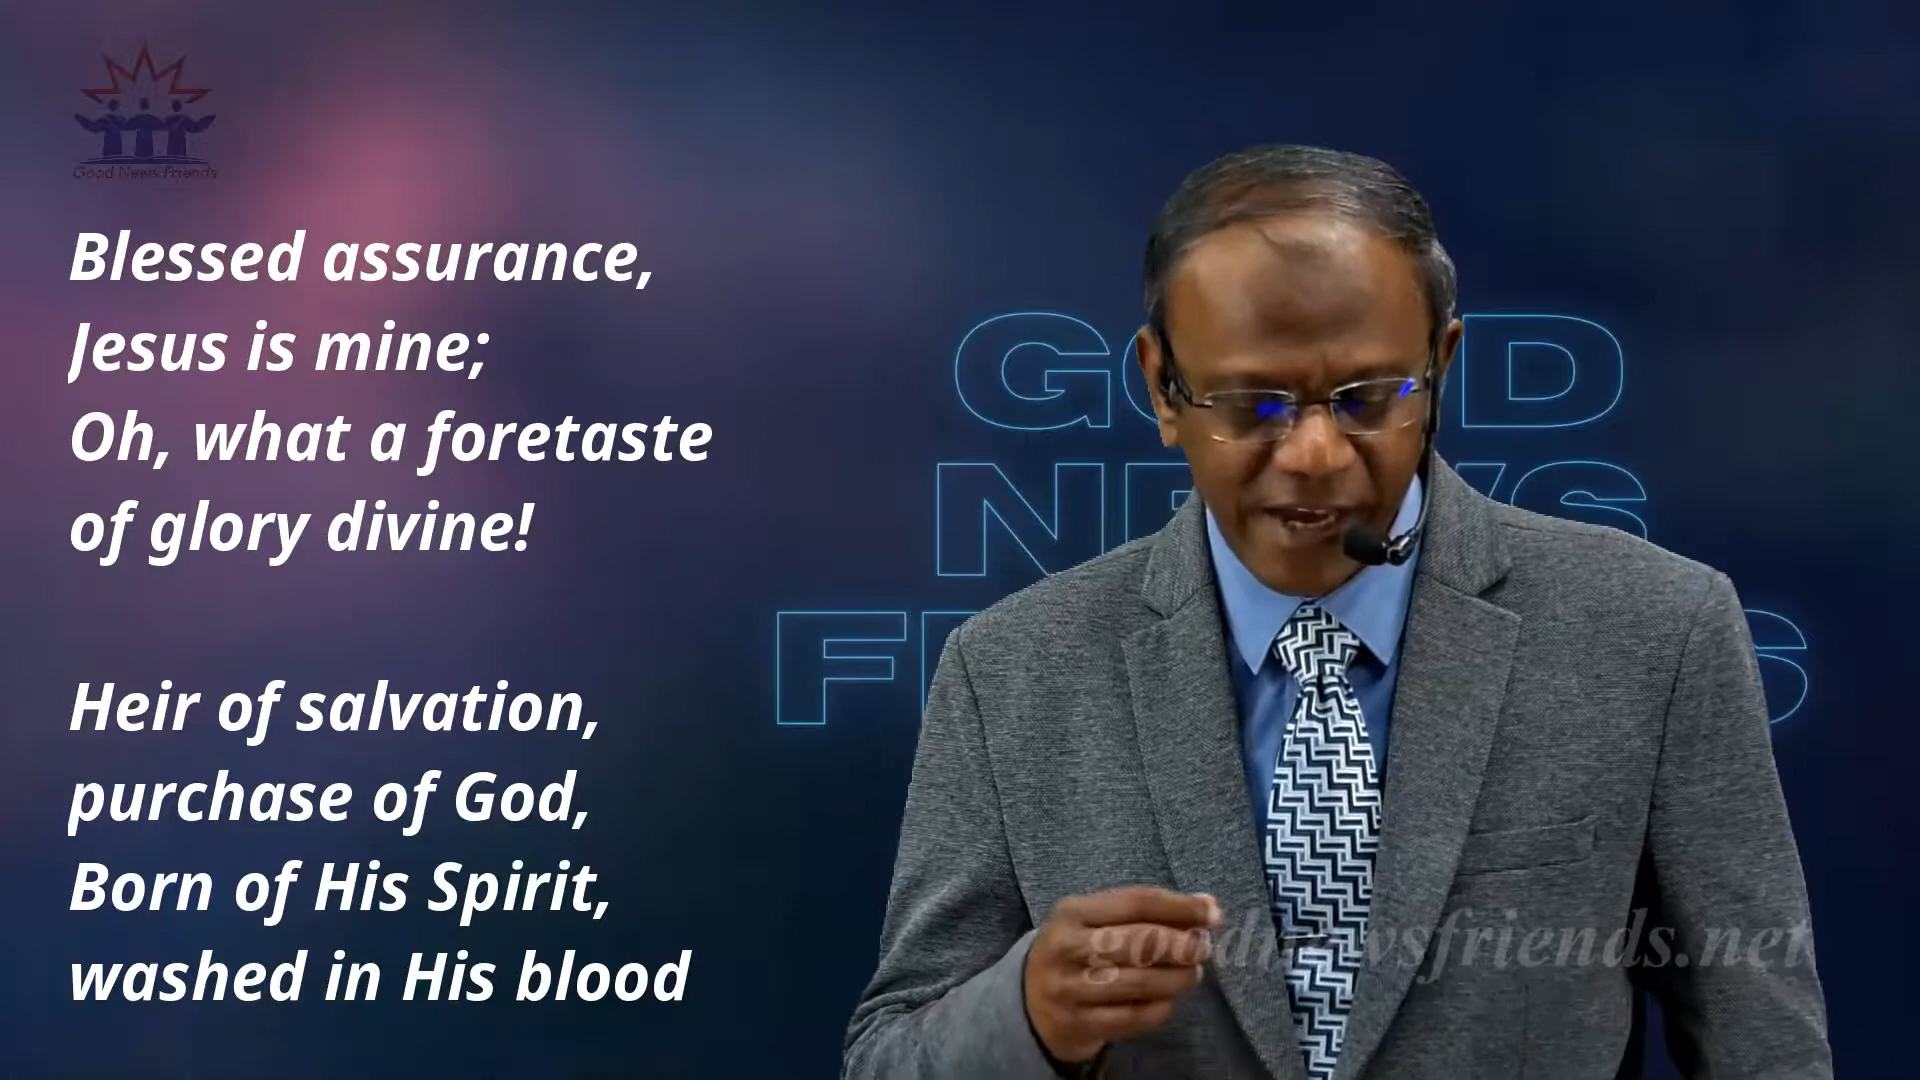 Good News Friends
Blessed assurance,
Jesus is mine;
Oh, what a foretaste
of glory divine!
Heir of salvation,
purchase of God,
Born of His Spirit,
washed in His blood
goodnewsfriends.net